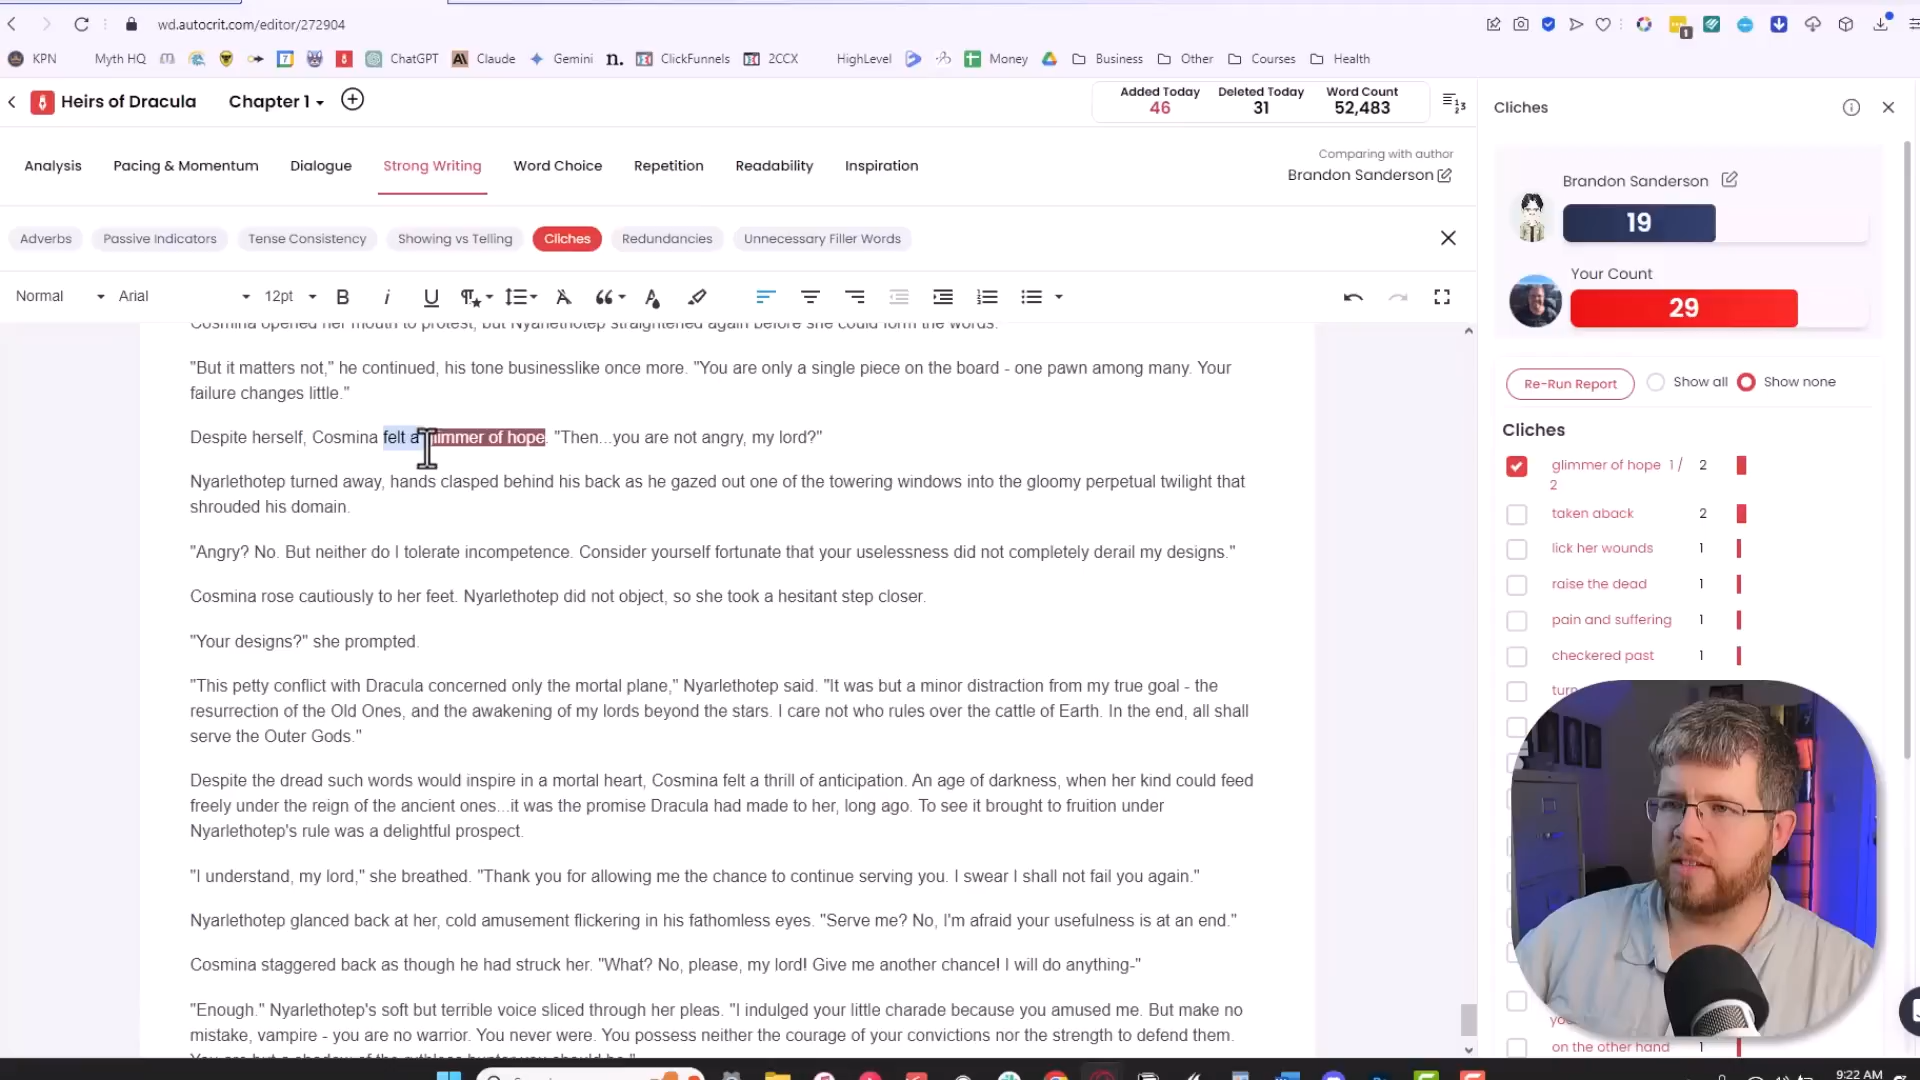 wd.autocrit.com/editor/272904
KPN Myth HQ ChatGPT Claude Gemini n. ClickFunnels 2CCX HighLevel Money Business Other Courses Health
Heirs of Dracula Chapter 1
Added Today Deleted Today Word Count
46 31 52,483
Analysis Pacing & Momentum Dialogue Strong Writing Word Choice Repetition Readability Inspiration
Comparing with author
Brandon Sanderson
Adverbs Passive Indicators Tense Consistency Showing vs Telling Cliches Redundancies Unnecessary Filler Words
Normal Arial 12pt B i U
Cosmina opened her mouth to protest, but Nyarlethotep straightened again before she could form the words.
"But it matters not," he continued, his tone businesslike once more. "You are only a single piece on the board - one pawn among many. Your
failure changes little."
Despite herself, Cosmina felt a glimmer of hope. "Then...you are not angry, my lord?"
Nyarlethotep turned away, hands clasped behind his back as he gazed out one of the towering windows into the gloomy perpetual twilight that
shrouded his domain.
"Angry? No. But neither do I tolerate incompetence. Consider yourself fortunate that your uselessness did not completely derail my designs."
Cosmina rose cautiously to her feet. Nyarlethotep did not object, so she took a hesitant step closer.
"Your designs?" she prompted.
"This petty conflict with Dracula concerned only the mortal plane," Nyarlethotep said. "It was but a minor distraction from my true goal - the
resurrection of the Old Ones, and the awakening of my lords beyond the stars. I care not who rules over the cattle of Earth. In the end, all shall
serve the Outer Gods."
Despite the dread such words would inspire in a mortal heart, Cosmina felt a thrill of anticipation. An age of darkness, when her kind could feed
freely under the reign of the ancient ones...it was the promise Dracula had made to her, long ago. To see it brought to fruition under
Nyarlethotep's rule was a delightful prospect.
"I understand, my lord," she breathed. "Thank you for allowing me the chance to continue serving you. I swear I shall not fail you again."
Nyarlethotep glanced back at her, cold amusement flickering in his fathomless eyes. "Serve me? No, I'm afraid your usefulness is at an end."
Cosmina staggered back as though he had struck her. "What? No, please, my lord! Give me another chance! I will do anything-"
"Enough." Nyarlethotep's soft but terrible voice sliced through her pleas. "I indulged your little charade because you amused me. But make no
mistake, vampire - you are no warrior. You never were. You possess neither the courage of your convictions nor the strength to defend them.
Cliches
Brandon Sanderson
19
Your Count
29
Re-Run Report Show all Show none
Cliches
glimmer of hope 1 / 2 2
taken aback 2
lick her wounds 1
raise the dead 1
pain and suffering 1
checkered past 1
on the other hand 1
9:22 AM